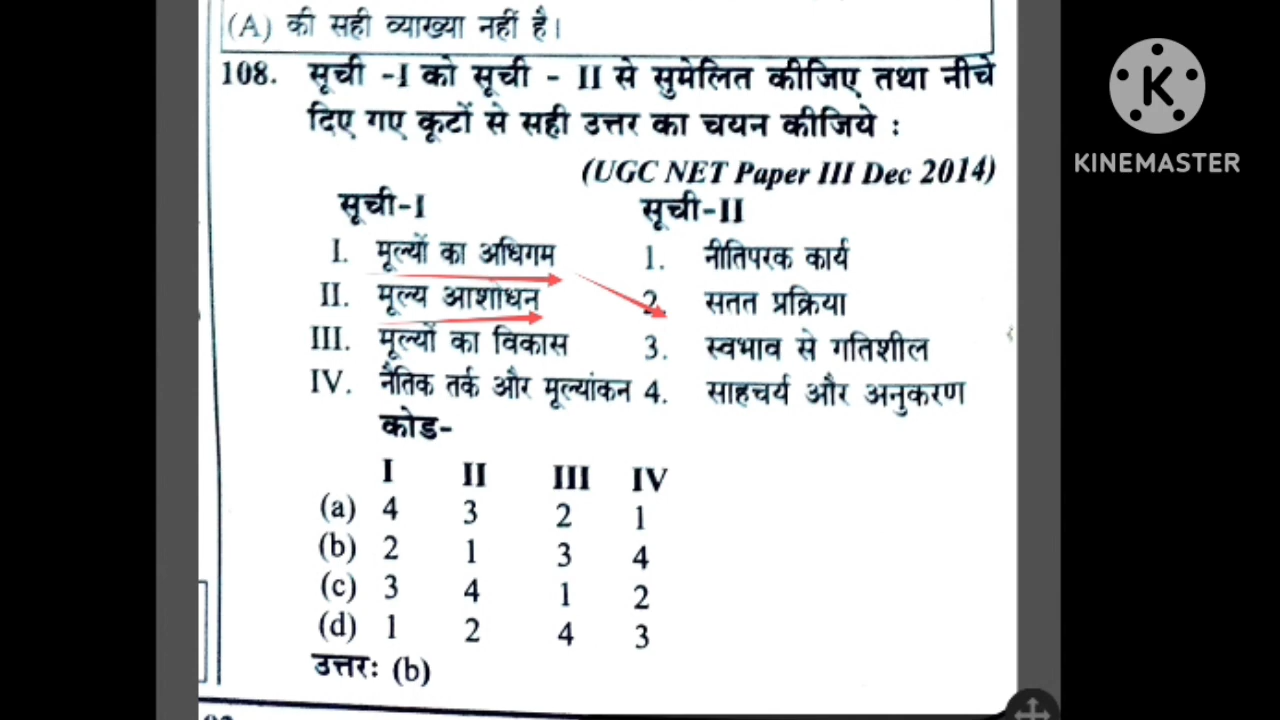 (A) की सही व्याख्या नहीं है।
KINEMASTER
108. सूची -I को सूची - II से सुमेलित कीजिए तथा नीचे
दिए गए कूटों से सही उत्तर का चयन कीजिये :
(UGC NET Paper III Dec 2014)
सूची-I सूची-II
I. मूल्यों का अधिगम 1. नीतिपरक कार्य
II. मूल्य आशोधन 2. सतत प्रक्रिया
III. मूल्यों का विकास 3. स्वभाव से गतिशील
IV. नैतिक तर्क और मूल्यांकन 4. साहचर्य और अनुकरण
कोड-
I II III IV
(a) 4 3 2 1
(b) 2 1 3 4
(c) 3 4 1 2
(d) 1 2 4 3
उत्तरः (b)